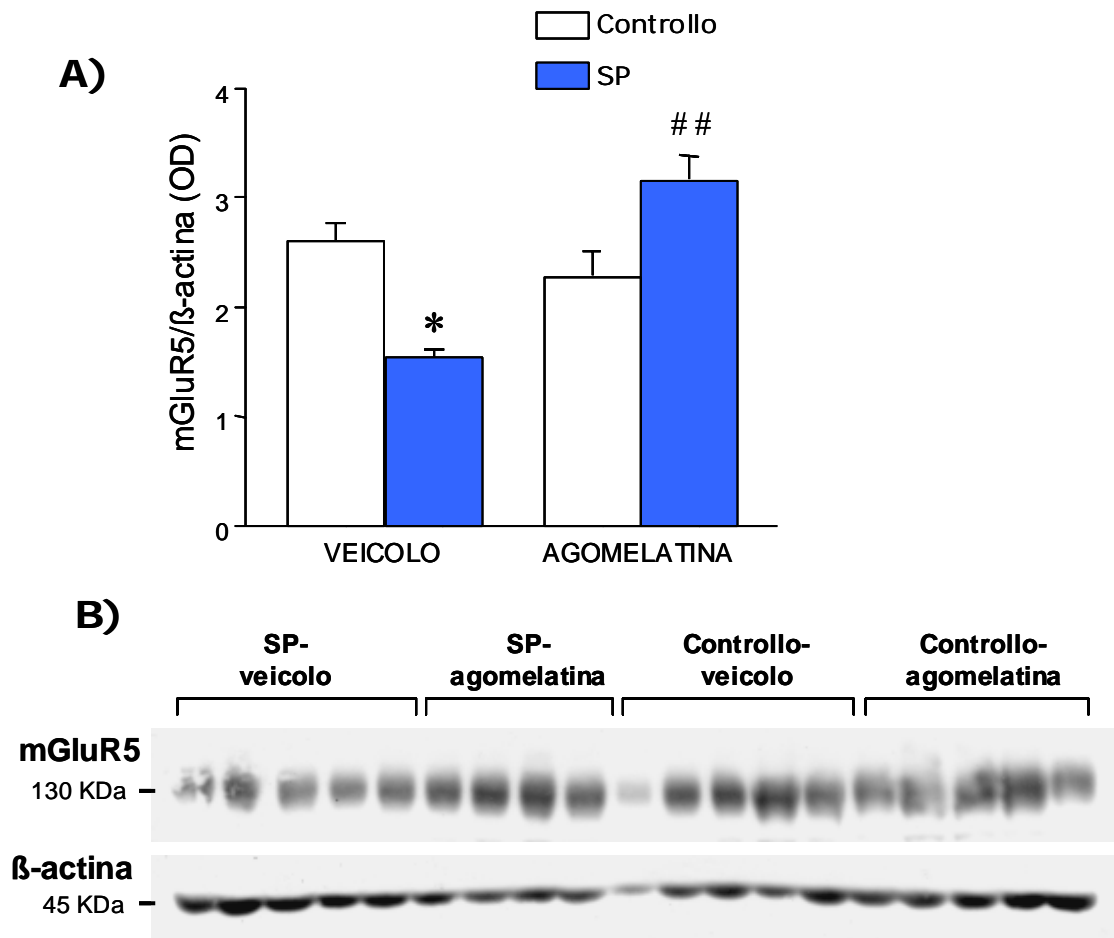 Controllo
SP
A)
4
3
2
1
0
mGluR5/ß-actina (OD)
*
##
VEICOLO
AGOMELATINA
B)
SP-
veicolo
SP-
agomelatina
Controllo-
veicolo
Controllo-
agomelatina
mGluR5
130 KDa
ß-actina
45 KDa